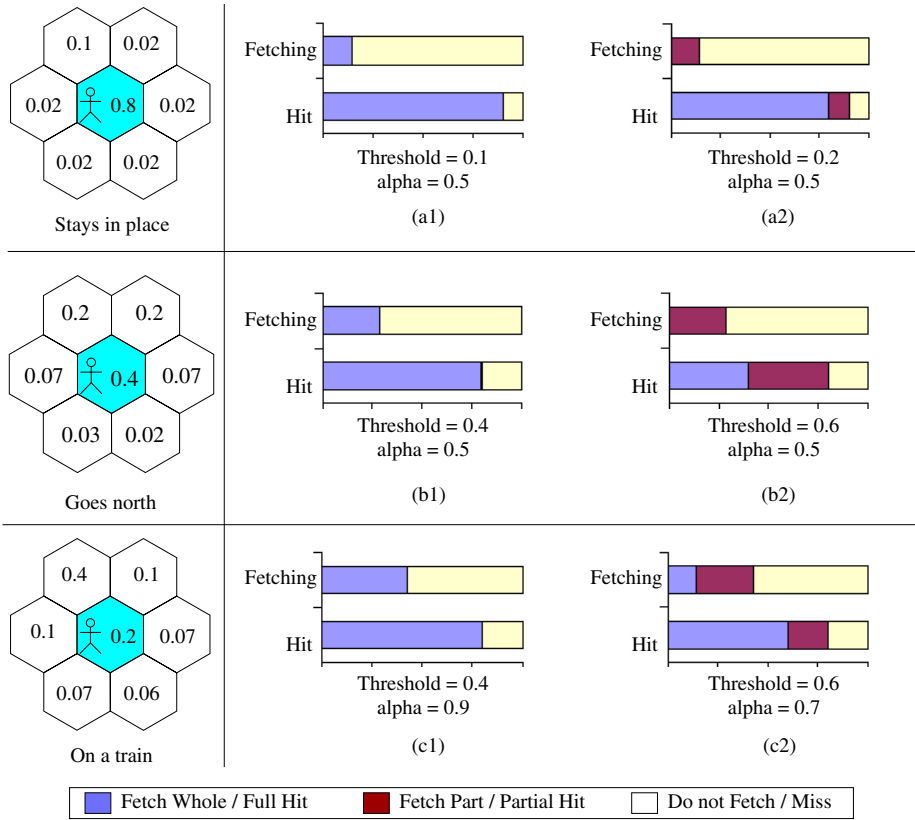 0.1 0.02
0.02 0.8 0.02
0.02 0.02
Stays in place
Fetching
Hit
Threshold = 0.1
alpha = 0.5
(a1)
Fetching
Hit
Threshold = 0.2
alpha = 0.5
(a2)
0.2 0.2
0.07 0.4 0.07
0.03 0.02
Goes north
Fetching
Hit
Threshold = 0.4
alpha = 0.5
(b1)
Fetching
Hit
Threshold = 0.6
alpha = 0.5
(b2)
0.4 0.1
0.1 0.2 0.07
0.07 0.06
On a train
Fetching
Hit
Threshold = 0.4
alpha = 0.9
(c1)
Fetching
Hit
Threshold = 0.6
alpha = 0.7
(c2)
Fetch Whole / Full Hit Fetch Part / Partial Hit Do not Fetch / Miss